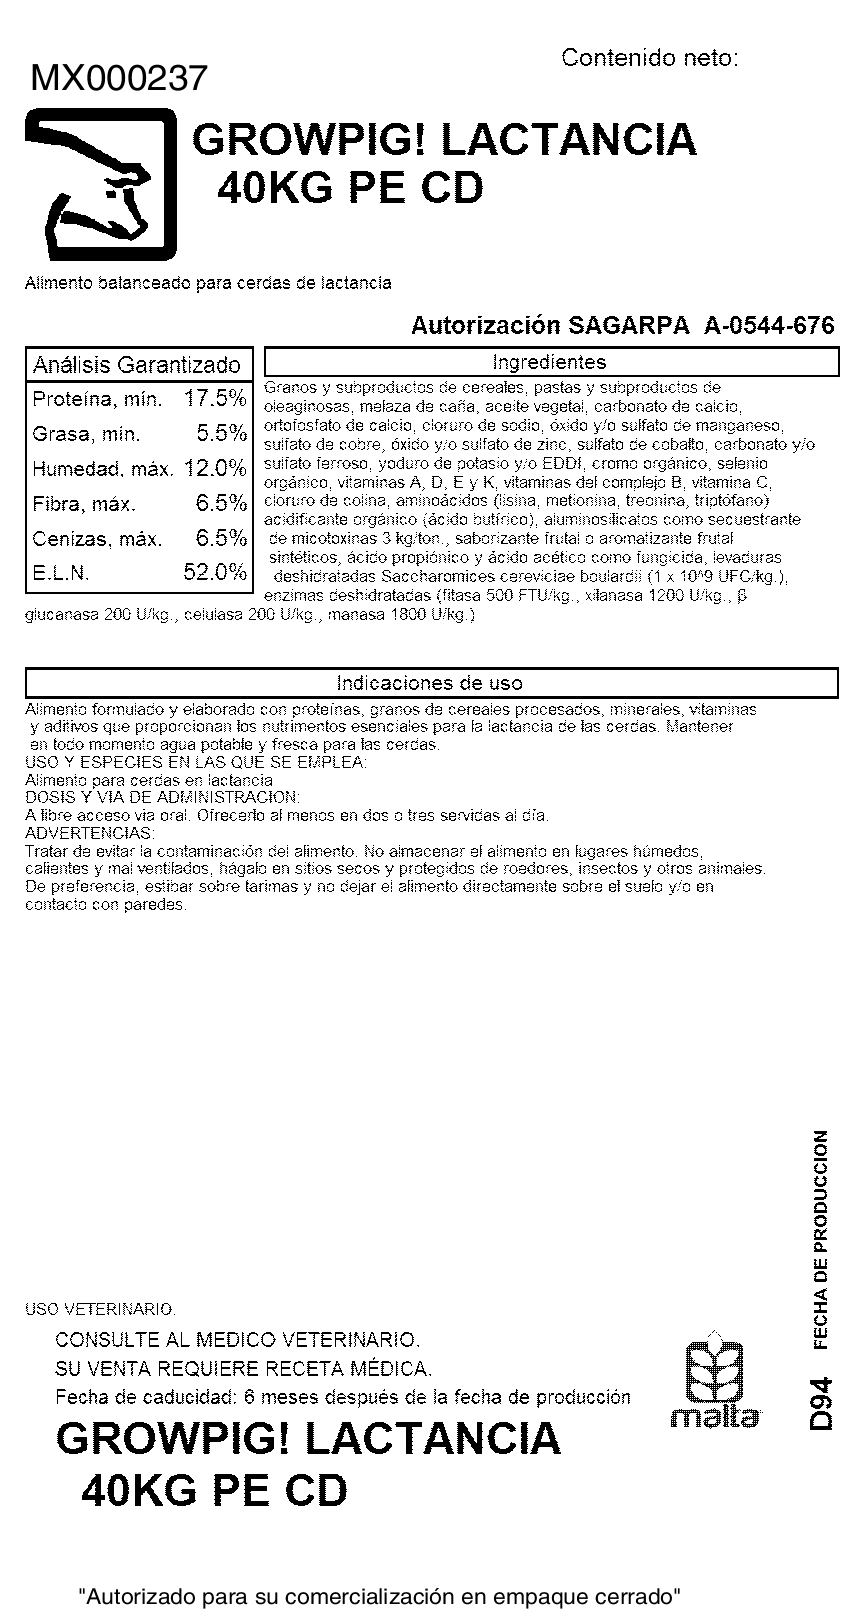 Contenido neto:
MX000237
GROWPIG! LACTANCIA
40KG PE CD
Alimento balanceado para cerdas de lactancia
Autorización SAGARPA A-0544-676
Análisis Garantizado
Proteína, mín. 17.5%
Grasa, mín. 5.5%
Humedad, máx. 12.0%
Fibra, máx. 6.5%
Cenizas, máx. 6.5%
E.L.N. 52.0%
Ingredientes
Granos y subproductos de cereales, pastas y subproductos de
oleaginosas, melaza de caña, aceite vegetal, carbonato de calcio,
ortofosfato de calcio, cloruro de sodio, óxido y/o sulfato de manganeso,
sulfato de cobre, óxido y/o sulfato de zinc, sulfato de cobalto, carbonato y/o
sulfato ferroso, yoduro de potasio y/o EDDI, cromo orgánico, selenio
orgánico, vitaminas A, D, E y K, vitaminas del complejo B, vitamina C,
cloruro de colina, aminoácidos (lisina, metionina, treonina, triptófano)
acidificante orgánico (ácido butírico), aluminosilicatos como secuestrante
de micotoxinas 3 kg/ton., saborizante frutal o aromatizante frutal
sintéticos, ácido propiónico y ácido acético como fungicida, levaduras
deshidratadas Saccharomices cereviciae boulardii (1 x 10^9 UFC/kg.),
enzimas deshidratadas (fitasa 500 FTU/kg., xilanasa 1200 U/kg., β
glucanasa 200 U/kg., celulasa 200 U/kg., manasa 1800 U/kg.)
Indicaciones de uso
Alimento formulado y elaborado con proteínas, granos de cereales procesados, minerales, vitaminas
y aditivos que proporcionan los nutrimentos esenciales para la lactancia de las cerdas. Mantener
en todo momento agua potable y fresca para las cerdas.
USO Y ESPECIES EN LAS QUE SE EMPLEA:
Alimento para cerdas en lactancia
DOSIS Y VIA DE ADMINISTRACION:
A libre acceso via oral. Ofrecerlo al menos en dos o tres servidas al día.
ADVERTENCIAS:
Tratar de evitar la contaminación del alimento. No almacenar el alimento en lugares húmedos,
calientes y mal ventilados, hágalo en sitios secos y protegidos de roedores, insectos y otros animales.
De preferencia, estibar sobre tarimas y no dejar el alimento directamente sobre el suelo y/o en
contacto con paredes.
FECHA DE PRODUCCION
D94
USO VETERINARIO.
CONSULTE AL MEDICO VETERINARIO.
SU VENTA REQUIERE RECETA MÉDICA.
Fecha de caducidad: 6 meses después de la fecha de producción
malta
GROWPIG! LACTANCIA
40KG PE CD
"Autorizado para su comercialización en empaque cerrado"